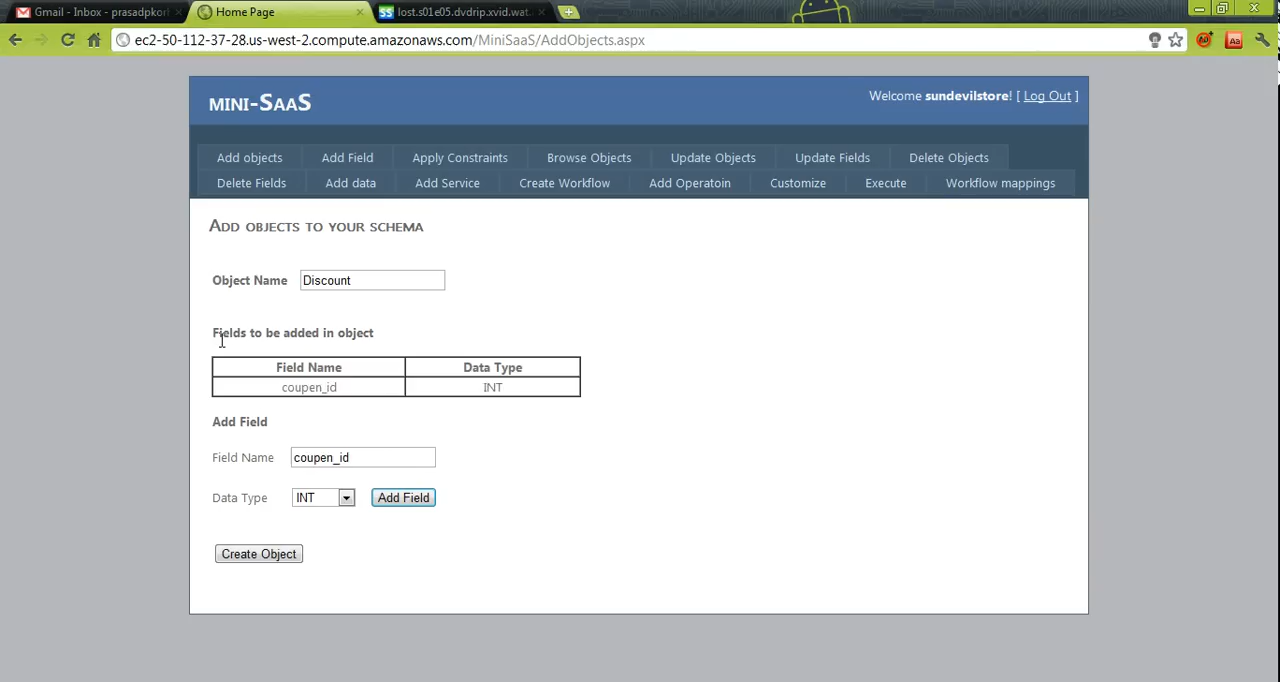 Gmail - Inbox - prasadpkor
Home Page
lost.s01e05.dvdrip.xvid.wat
ec2-50-112-37-28.us-west-2.compute.amazonaws.com/MiniSaaS/AddObjects.aspx
Aa
MINI-SAAS
Welcome sundevilstore! [ Log Out ]
Add objects Add Field Apply Constraints Browse Objects Update Objects Update Fields Delete Objects
Delete Fields Add data Add Service Create Workflow Add Operatoin Customize Execute Workflow mappings
ADD OBJECTS TO YOUR SCHEMA
Object Name Discount
Fields to be added in object
Field Name Data Type
coupen_id INT
Add Field
Field Name coupen_id
Data Type INT Add Field
Create Object